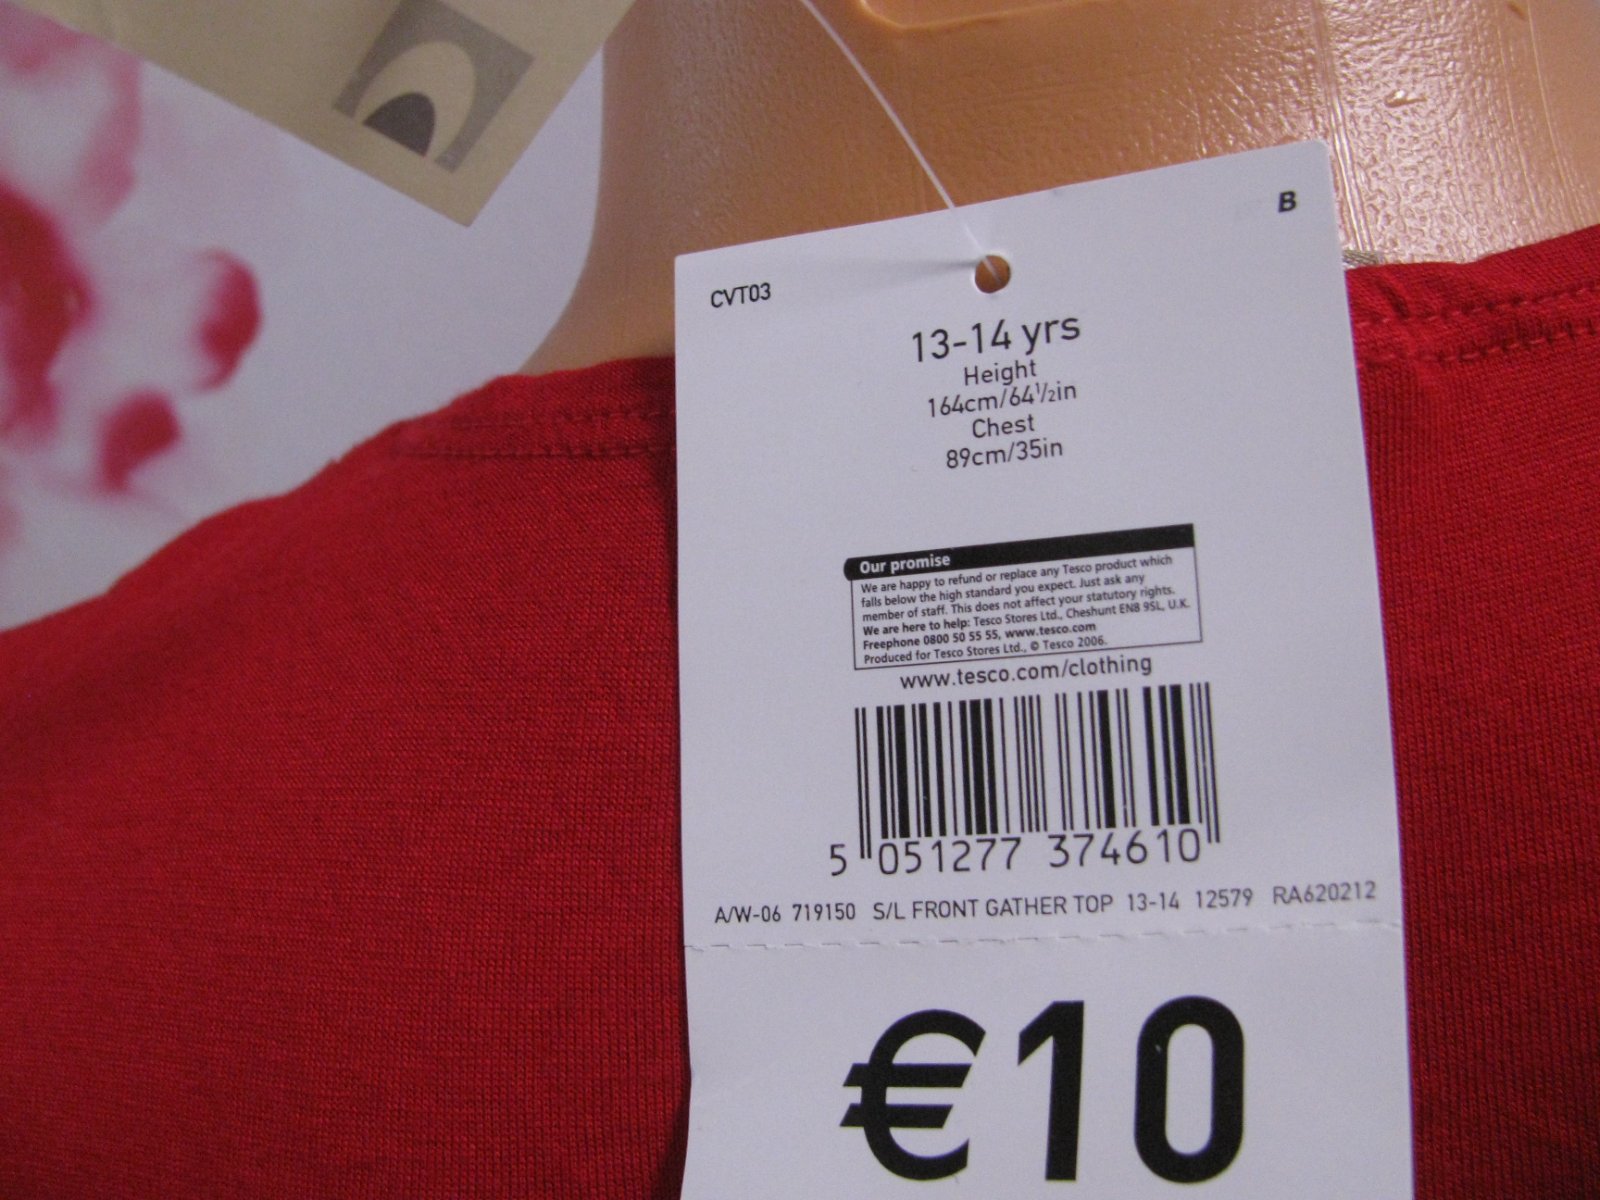 B
CVT03
13-14 yrs
Height
164cm/64½in
Chest
89cm/35in
Our promise
We are happy to refund or replace any Tesco product which
falls below the high standard you expect. Just ask any
member of staff. This does not affect your statutory rights.
We are here to help: Tesco Stores Ltd., Cheshunt EN8 9SL, U.K.
Freephone 0800 50 55 55, www.tesco.com
Produced for Tesco Stores Ltd., © Tesco 2006.
www.tesco.com/clothing
5 051277 374610
A/W-06 719150 S/L FRONT GATHER TOP 13-14 12579 RA620212
€10